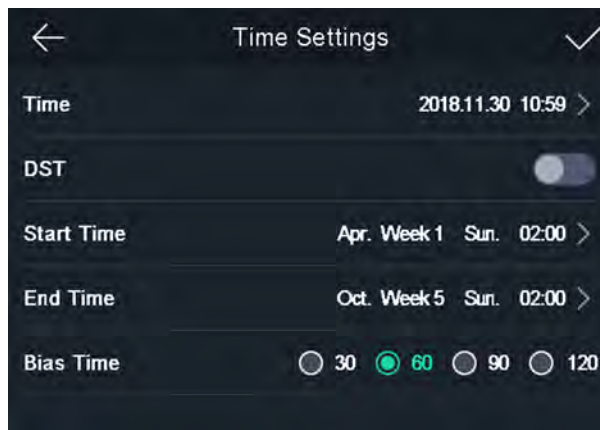 Time Settings
Time 2018.11.30 10:59
DST
Start Time Apr. Week 1 Sun. 02:00
End Time Oct. Week 5 Sun. 02:00
Bias Time 30 60 90 120